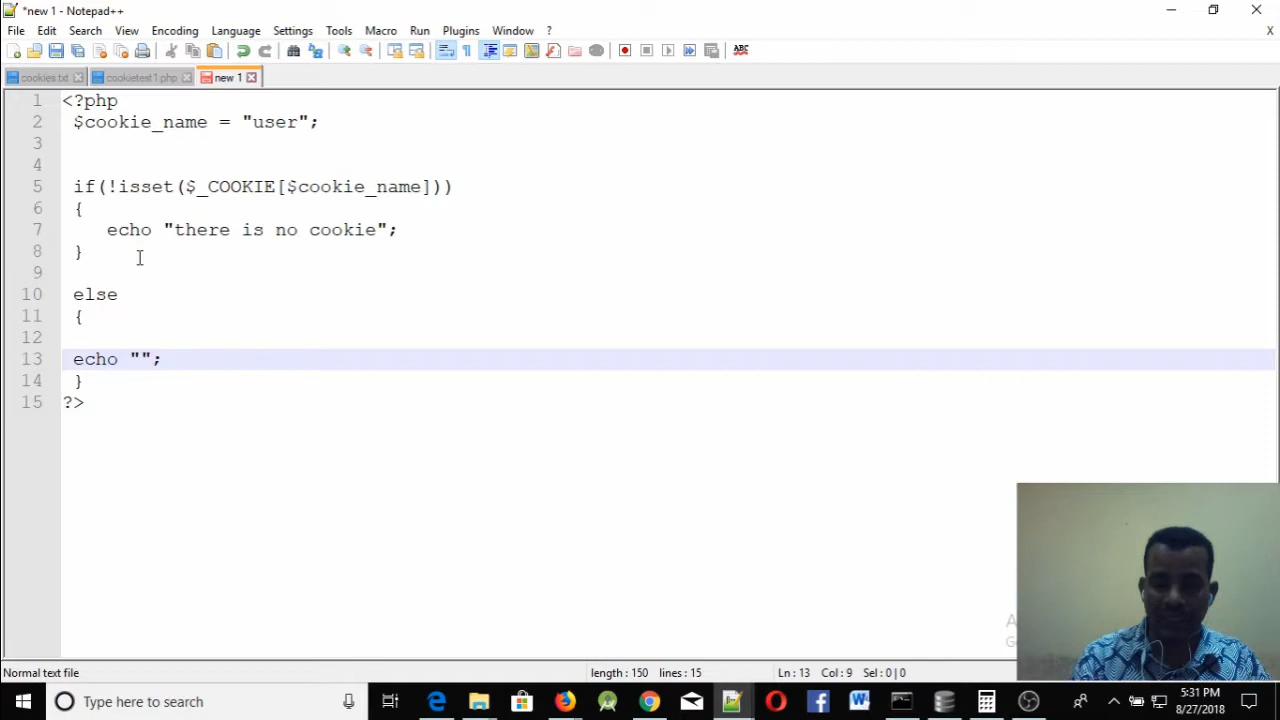 *new 1 - Notepad++
File Edit Search View Encoding Language Settings Tools Macro Run Plugins Window ? X
cookies.txt cookietest1.php new 1
1 <?php
2 $cookie_name = "user";
3
4
5 if(!isset($_COOKIE[$cookie_name]))
6 {
7 echo "there is no cookie";
8 }
9
10 else
11 {
12
13 echo "";
14 }
15 ?>
Normal text file length : 150 lines : 15 Ln : 13 Col : 9 Sel : 0 | 0
Type here to search
5:31 PM
8/27/2018